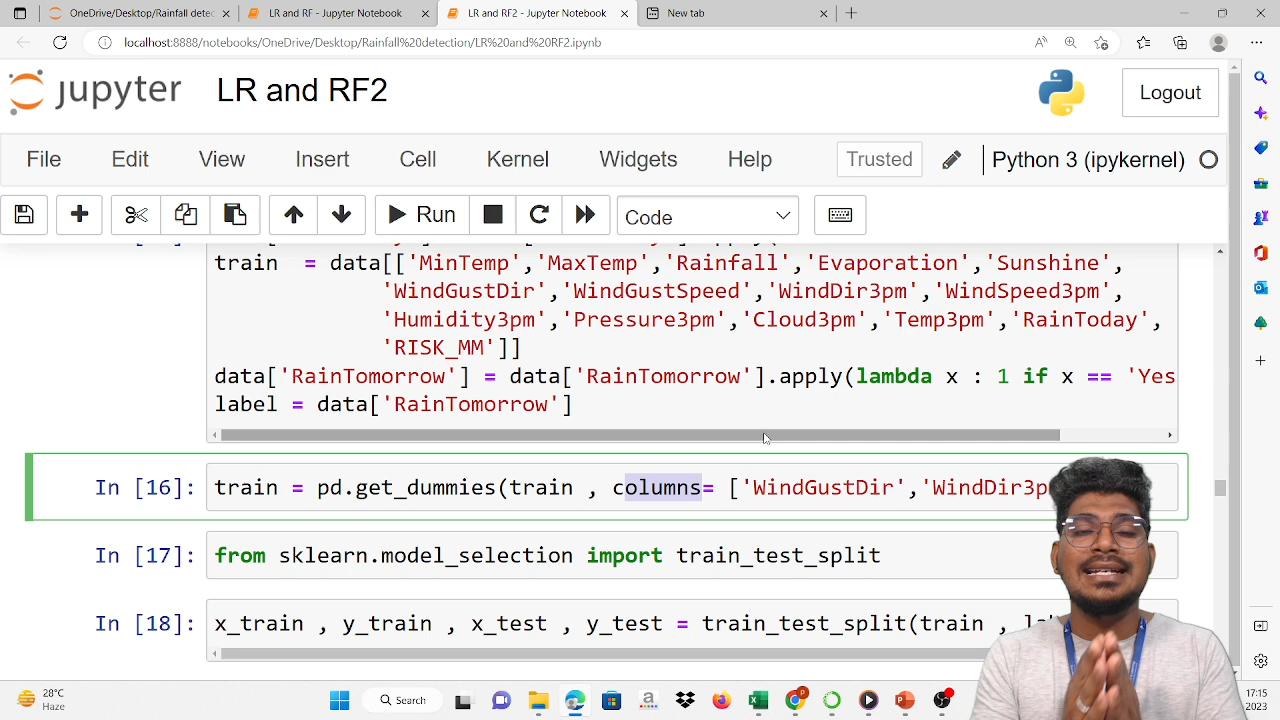 OneDrive/Desktop/Rainfall detec
LR and RF - Jupyter Notebook
LR and RF2 - Jupyter Notebook
New tab
localhost:8888/notebooks/OneDrive/Desktop/Rainfall%20detection/LR%20and%20RF2.ipynb
jupyter LR and RF2
Logout
File Edit View Insert Cell Kernel Widgets Help Trusted Python 3 (ipykernel)
Run Code
train = data[['MinTemp','MaxTemp','Rainfall','Evaporation','Sunshine',
'WindGustDir','WindGustSpeed','WindDir3pm','WindSpeed3pm',
'Humidity3pm','Pressure3pm','Cloud3pm','Temp3pm','RainToday',
'RISK_MM']]
data['RainTomorrow'] = data['RainTomorrow'].apply(lambda x : 1 if x == 'Yes
label = data['RainTomorrow']
In [16]: train = pd.get_dummies(train , columns= ['WindGustDir','WindDir3p
In [17]: from sklearn.model_selection import train_test_split
In [18]: x_train , y_train , x_test , y_test = train_test_split(train , l
28°C
Haze
Search
17:15
2023